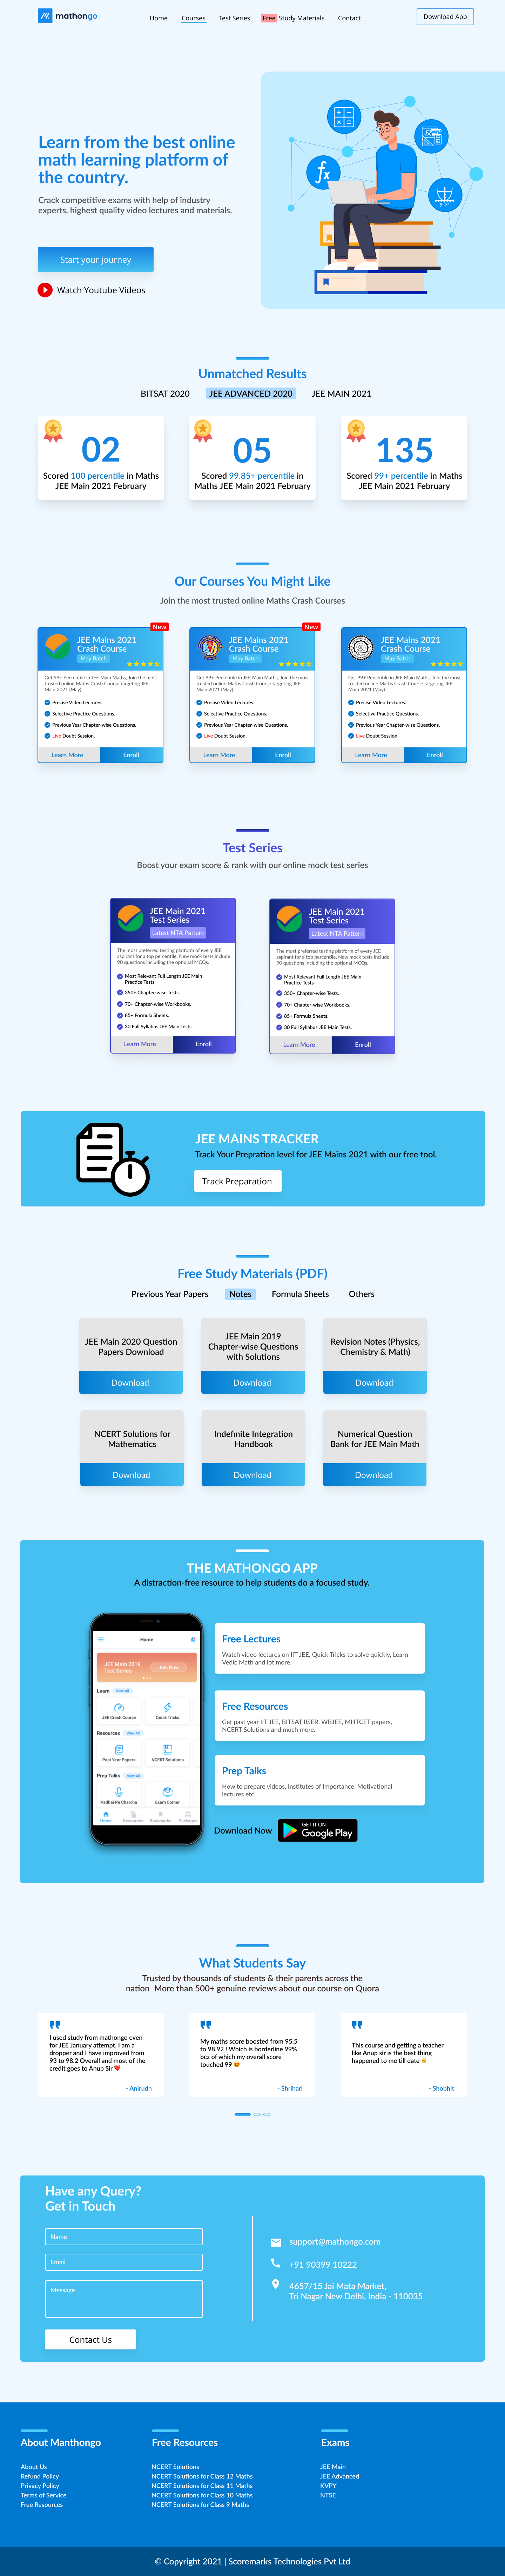 mathongo
Home Courses Test Series Free Study Materials Contact
Download App
Learn from the best online
math learning platform of
the country.
Crack competitive exams with help of industry
experts, highest quality video lectures and materials.
Start your journey
Watch Youtube Videos
Unmatched Results
BITSAT 2020 JEE ADVANCED 2020 JEE MAIN 2021
02
Scored 100 percentile in Maths
JEE Main 2021 February
05
Scored 99.85+ percentile in
Maths JEE Main 2021 February
135
Scored 99+ percentile in Maths
JEE Main 2021 February
Our Courses You Might Like
Join the most trusted online Maths Crash Courses
New
JEE Mains 2021
Crash Course
May Batch
Get 99+ Percentile in JEE Main Maths, Join the most
trusted online Maths Crash Course targeting JEE
Main 2021 (May).
Precise Video Lectures.
Selective Practice Questions.
Previous Year Chapter-wise Questions.
Live Doubt Session.
Learn More Enroll
New
JEE Mains 2021
Crash Course
May Batch
Get 99+ Percentile in JEE Main Maths, Join the most
trusted online Maths Crash Course targeting JEE
Main 2021 (May).
Precise Video Lectures.
Selective Practice Questions.
Previous Year Chapter-wise Questions.
Live Doubt Session.
Learn More Enroll
JEE Mains 2021
Crash Course
May Batch
Get 99+ Percentile in JEE Main Maths, Join the most
trusted online Maths Crash Course targeting JEE
Main 2021 (May).
Precise Video Lectures.
Selective Practice Questions.
Previous Year Chapter-wise Questions.
Live Doubt Session.
Learn More Enroll
Test Series
Boost your exam score & rank with our online mock test series
JEE Main 2021
Test Series
Latest NTA Pattern
The most preferred testing platform of every JEE
aspirant for a top percentile, New mock tests include
90 questions including the optional MCQs.
Most Relevant Full Length JEE Main
Practice Tests
350+ Chapter-wise Tests.
70+ Chapter-wise Workbooks.
85+ Formula Sheets.
30 Full Syllabus JEE Main Tests.
Learn More Enroll
JEE Main 2021
Test Series
Latest NTA Pattern
The most preferred testing platform of every JEE
aspirant for a top percentile, New mock tests include
90 questions including the optional MCQs.
Most Relevant Full Length JEE Main
Practice Tests
350+ Chapter-wise Tests.
70+ Chapter-wise Workbooks.
85+ Formula Sheets.
30 Full Syllabus JEE Main Tests.
Learn More Enroll
JEE MAINS TRACKER
Track Your Prepration level for JEE Mains 2021 with our free tool.
Track Preparation
Free Study Materials (PDF)
Previous Year Papers Notes Formula Sheets Others
JEE Main 2020 Question
Papers Download
Download
JEE Main 2019
Chapter-wise Questions
with Solutions
Download
Revision Notes (Physics,
Chemistry & Math)
Download
NCERT Solutions for
Mathematics
Download
Indefinite Integration
Handbook
Download
Numerical Question
Bank for JEE Main Math
Download
THE MATHONGO APP
A distraction-free resource to help students do a focused study.
Home
JEE Main 2019
Test Series
Join Now
Learn View All
JEE Crash Course Quick Tricks
Resources View All
Past Year Papers NCERT Solutions
Prep Talks View All
Padhai Pe Charcha Exam Corner
Home Resources Bookmarks Packages
Free Lectures
Watch video lectures on IIT JEE, Quick Tricks to solve quickly, Learn
Vedic Math and lot more.
Free Resources
Get past year IIT JEE, BITSAT IISER, WBJEE, MHTCET papers,
NCERT Solutions and much more.
Prep Talks
How to prepare videos, Institutes of Importance, Motivational
lectures etc.
Download Now
GET IT ON
Google Play
What Students Say
Trusted by thousands of students & their parents across the
nation More than 500+ genuine reviews about our course on Quora
I used study from mathongo even
for JEE January attempt, I am a
dropper and I have improved from
93 to 98.2 Overall and most of the
credit goes to Anup Sir ❤️
- Anirudh
My maths score boosted from 95.5
to 98.92 ! Which is borderline 99%
bcz of which my overall score
touched 99 😍
- Shrihari
This course and getting a teacher
like Anup sir is the best thing
happened to me till date
- Shobhit
Have any Query?
Get in Touch
Name
Email
Message
Contact Us
support@mathongo.com
+91 90399 10222
4657/15 Jai Mata Market,
Tri Nagar New Delhi, India - 110035
About Manthongo
About Us
Refund Policy
Privacy Policy
Terms of Service
Free Resources
Free Resources
NCERT Solutions
NCERT Solutions for Class 12 Maths
NCERT Solutions for Class 11 Maths
NCERT Solutions for Class 10 Maths
NCERT Solutions for Class 9 Maths
Exams
JEE Main
JEE Advanced
KVPY
NTSE
© Copyright 2021 | Scoremarks Technologies Pvt Ltd